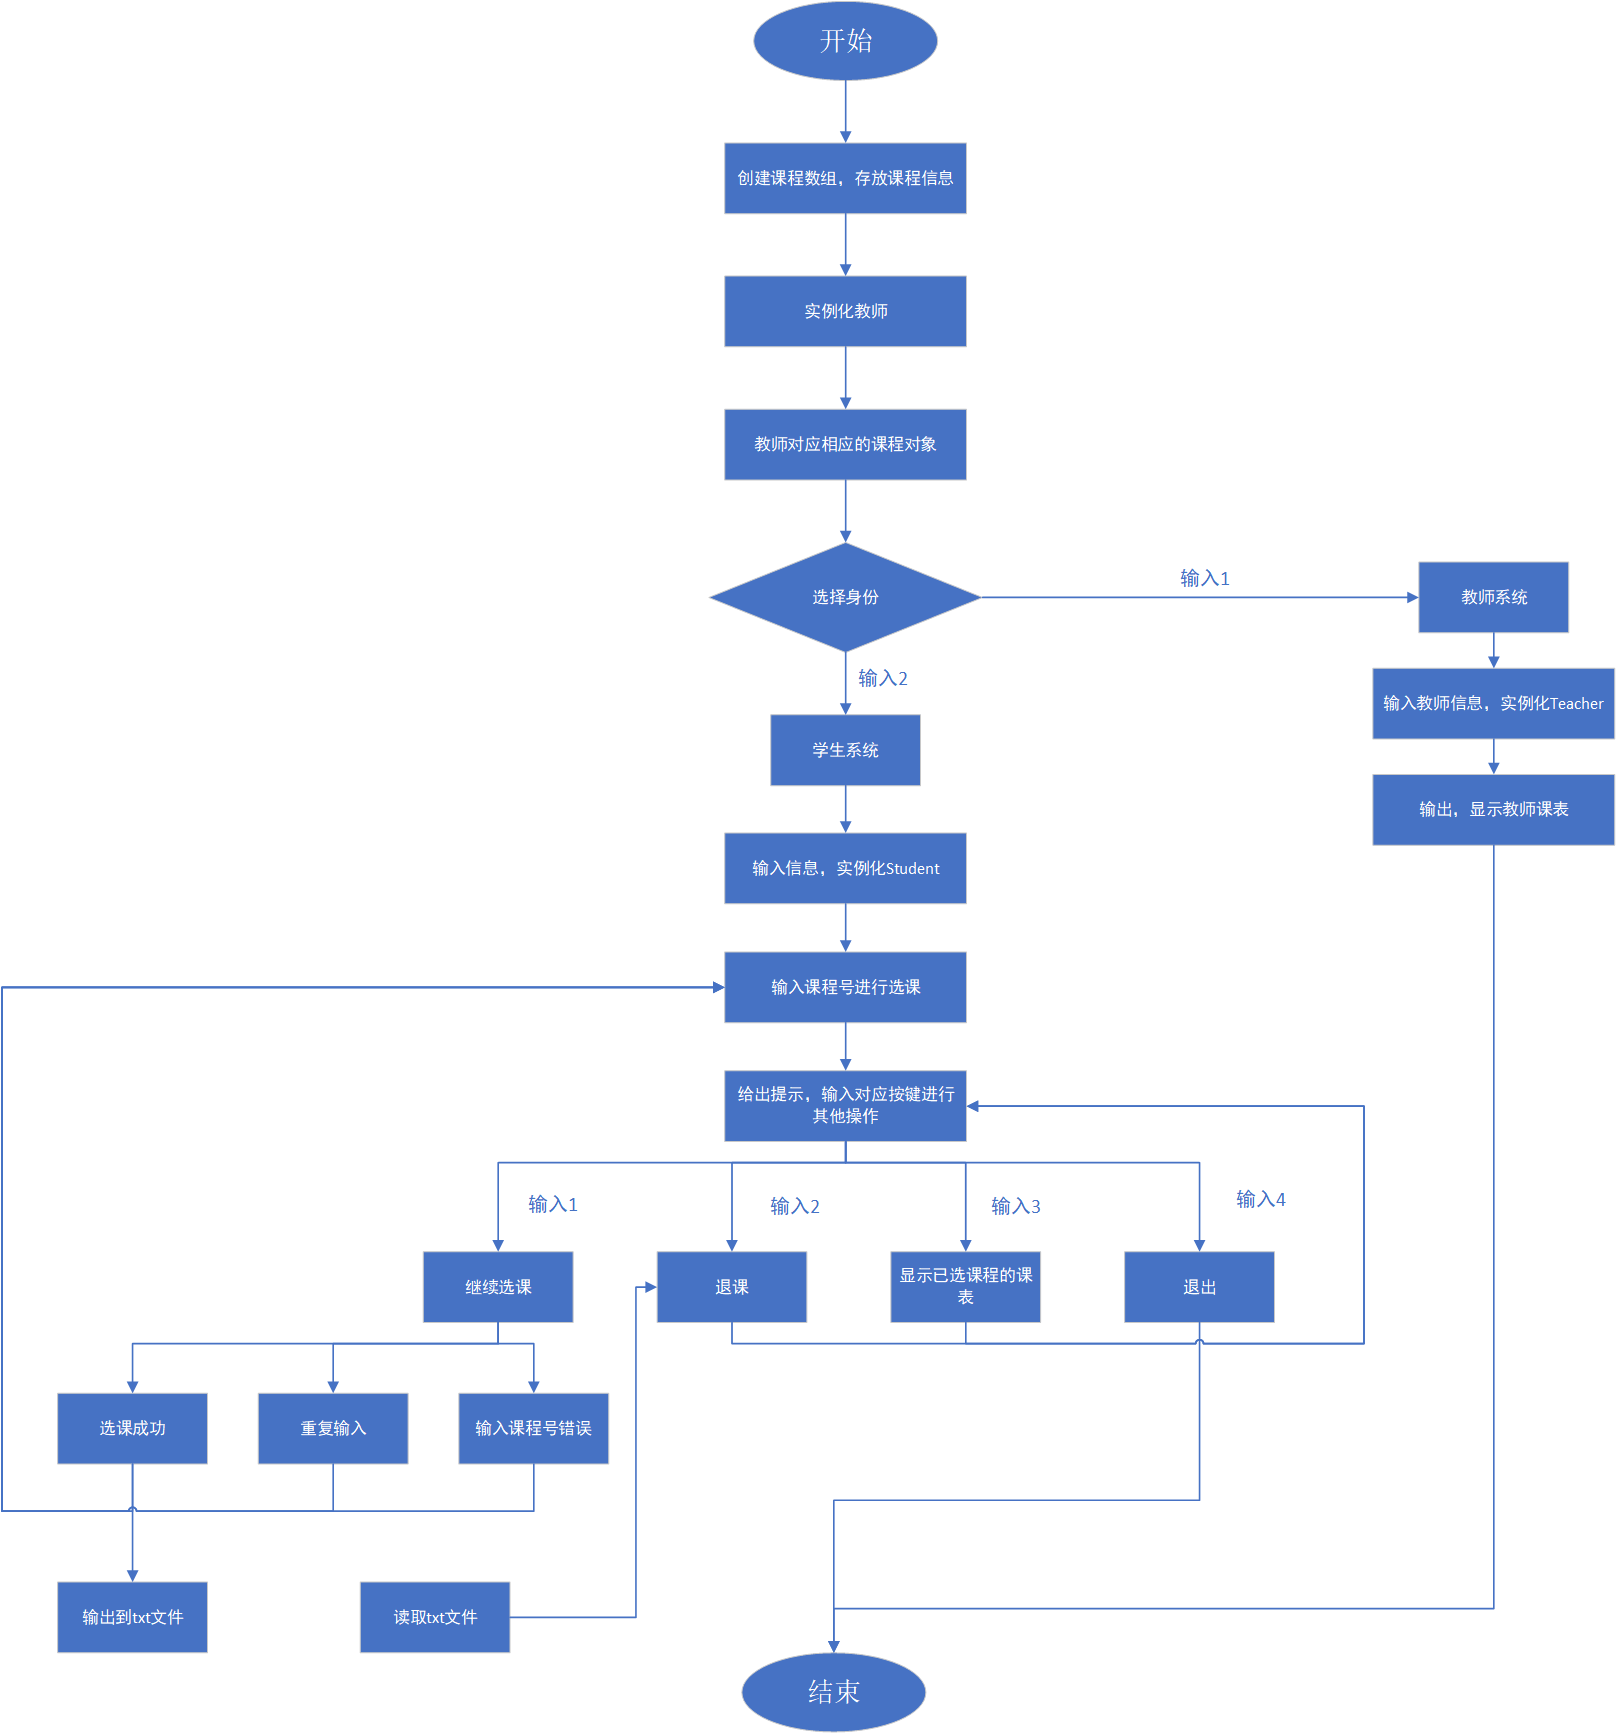 开始
创建课程数组，存放课程信息
实例化教师
教师对应相应的课程对象
选择身份
输入1
教师系统
输入教师信息，实例化Teacher
输出，显示教师课表
输入2
学生系统
输入信息，实例化Student
输入课程号进行选课
给出提示，输入对应按键进行
其他操作
输入1
输入2
输入3
输入4
继续选课
退课
显示已选课程的课
表
退出
选课成功
重复输入
输入课程号错误
输出到txt文件
读取txt文件
结束